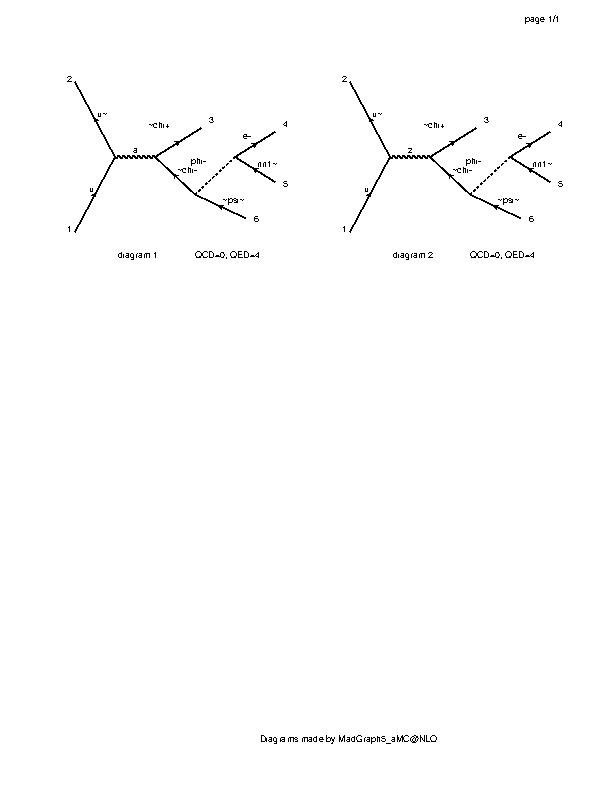 page 1/1
2
u~
3
~chi+
a
e-
4
phi-
~chi-
nn1~
5
u
~psi~
6
1
diagram 1 QCD=0, QED=4
2
u~
3
~chi+
z
e-
4
phi-
~chi-
nn1~
5
u
~psi~
6
1
diagram 2 QCD=0, QED=4
Diagrams made by MadGraph5_aMC@NLO